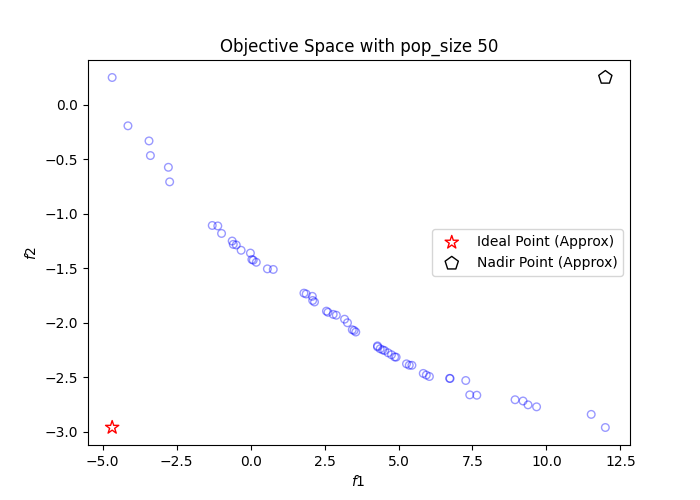 Objective Space with pop_size 50
f2
0.0
−0.5
−1.0
−1.5
−2.0
−2.5
−3.0
Ideal Point (Approx)
Nadir Point (Approx)
−5.0 −2.5 0.0 2.5 5.0 7.5 10.0 12.5
f1